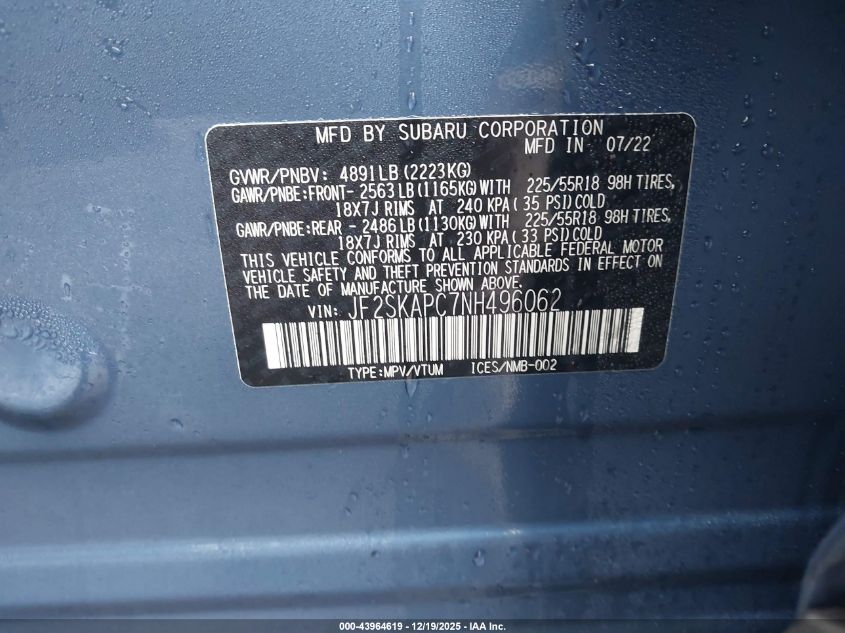 MFD BY SUBARU CORPORATION
MFD IN 07/22
GVWR/PNBV: 4891LB (2223KG)
GAWR/PNBE:FRONT- 2563LB (1165KG)WITH 225/55R18 98H TIRES,
18X7J RIMS AT 240 KPA( 35 PSI)COLD
GAWR/PNBE:REAR - 2486LB (1130KG)WITH 225/55R18 98H TIRES,
18X7J RIMS AT 230 KPA( 33 PSI)COLD
THIS VEHICLE CONFORMS TO ALL APPLICABLE FEDERAL MOTOR
VEHICLE SAFETY AND THEFT PREVENTION STANDARDS IN EFFECT ON
THE DATE OF MANUFACTURE SHOWN ABOVE.
VIN: JF2SKAPC7NH496062
TYPE:MPV/VTUM ICES/NMB-002
000-43964619 - 12/19/2025 - IAA Inc.